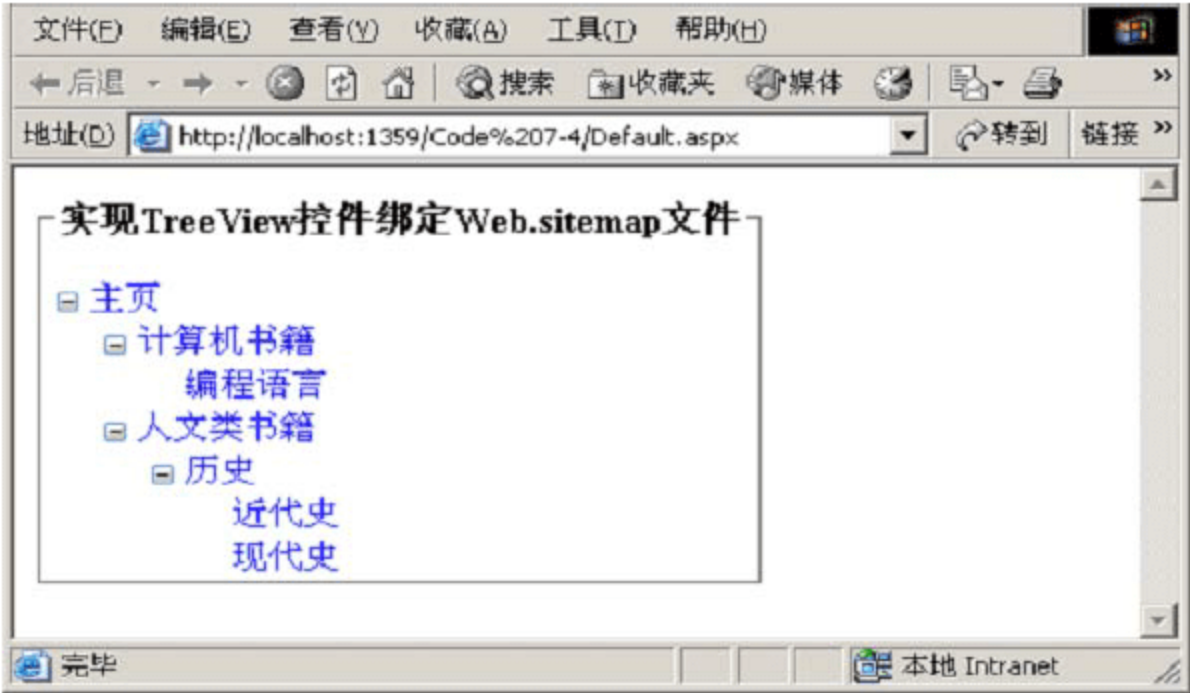 文件(F) 编辑(E) 查看(V) 收藏(A) 工具(T) 帮助(H)
后退 搜索 收藏夹 媒体 »
地址(D) http://localhost:1359/Code%207-4/Default.aspx 转到 链接 »
实现TreeView控件绑定Web.sitemap文件
主页
计算机书籍
编程语言
人文类书籍
历史
近代史
现代史
完毕 本地 Intranet